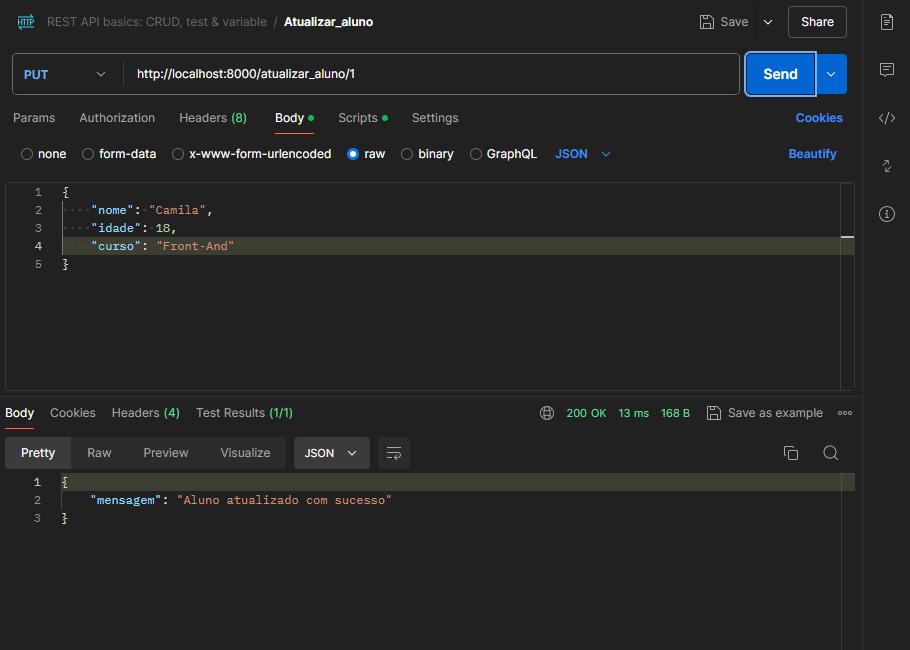 HTTP REST API basics: CRUD, test & variable / Atualizar_aluno Save Share
PUT http://localhost:8000/atualizar_aluno/1 Send
Params Authorization Headers (8) Body Scripts Settings Cookies
none form-data x-www-form-urlencoded raw binary GraphQL JSON Beautify
1 {
2 "nome": "Camila",
3 "idade": 18,
4 "curso": "Front-And"
5 }
Body Cookies Headers (4) Test Results (1/1) 200 OK 13 ms 168 B Save as example
Pretty Raw Preview Visualize JSON
1 {
2 "mensagem": "Aluno atualizado com sucesso"
3 }